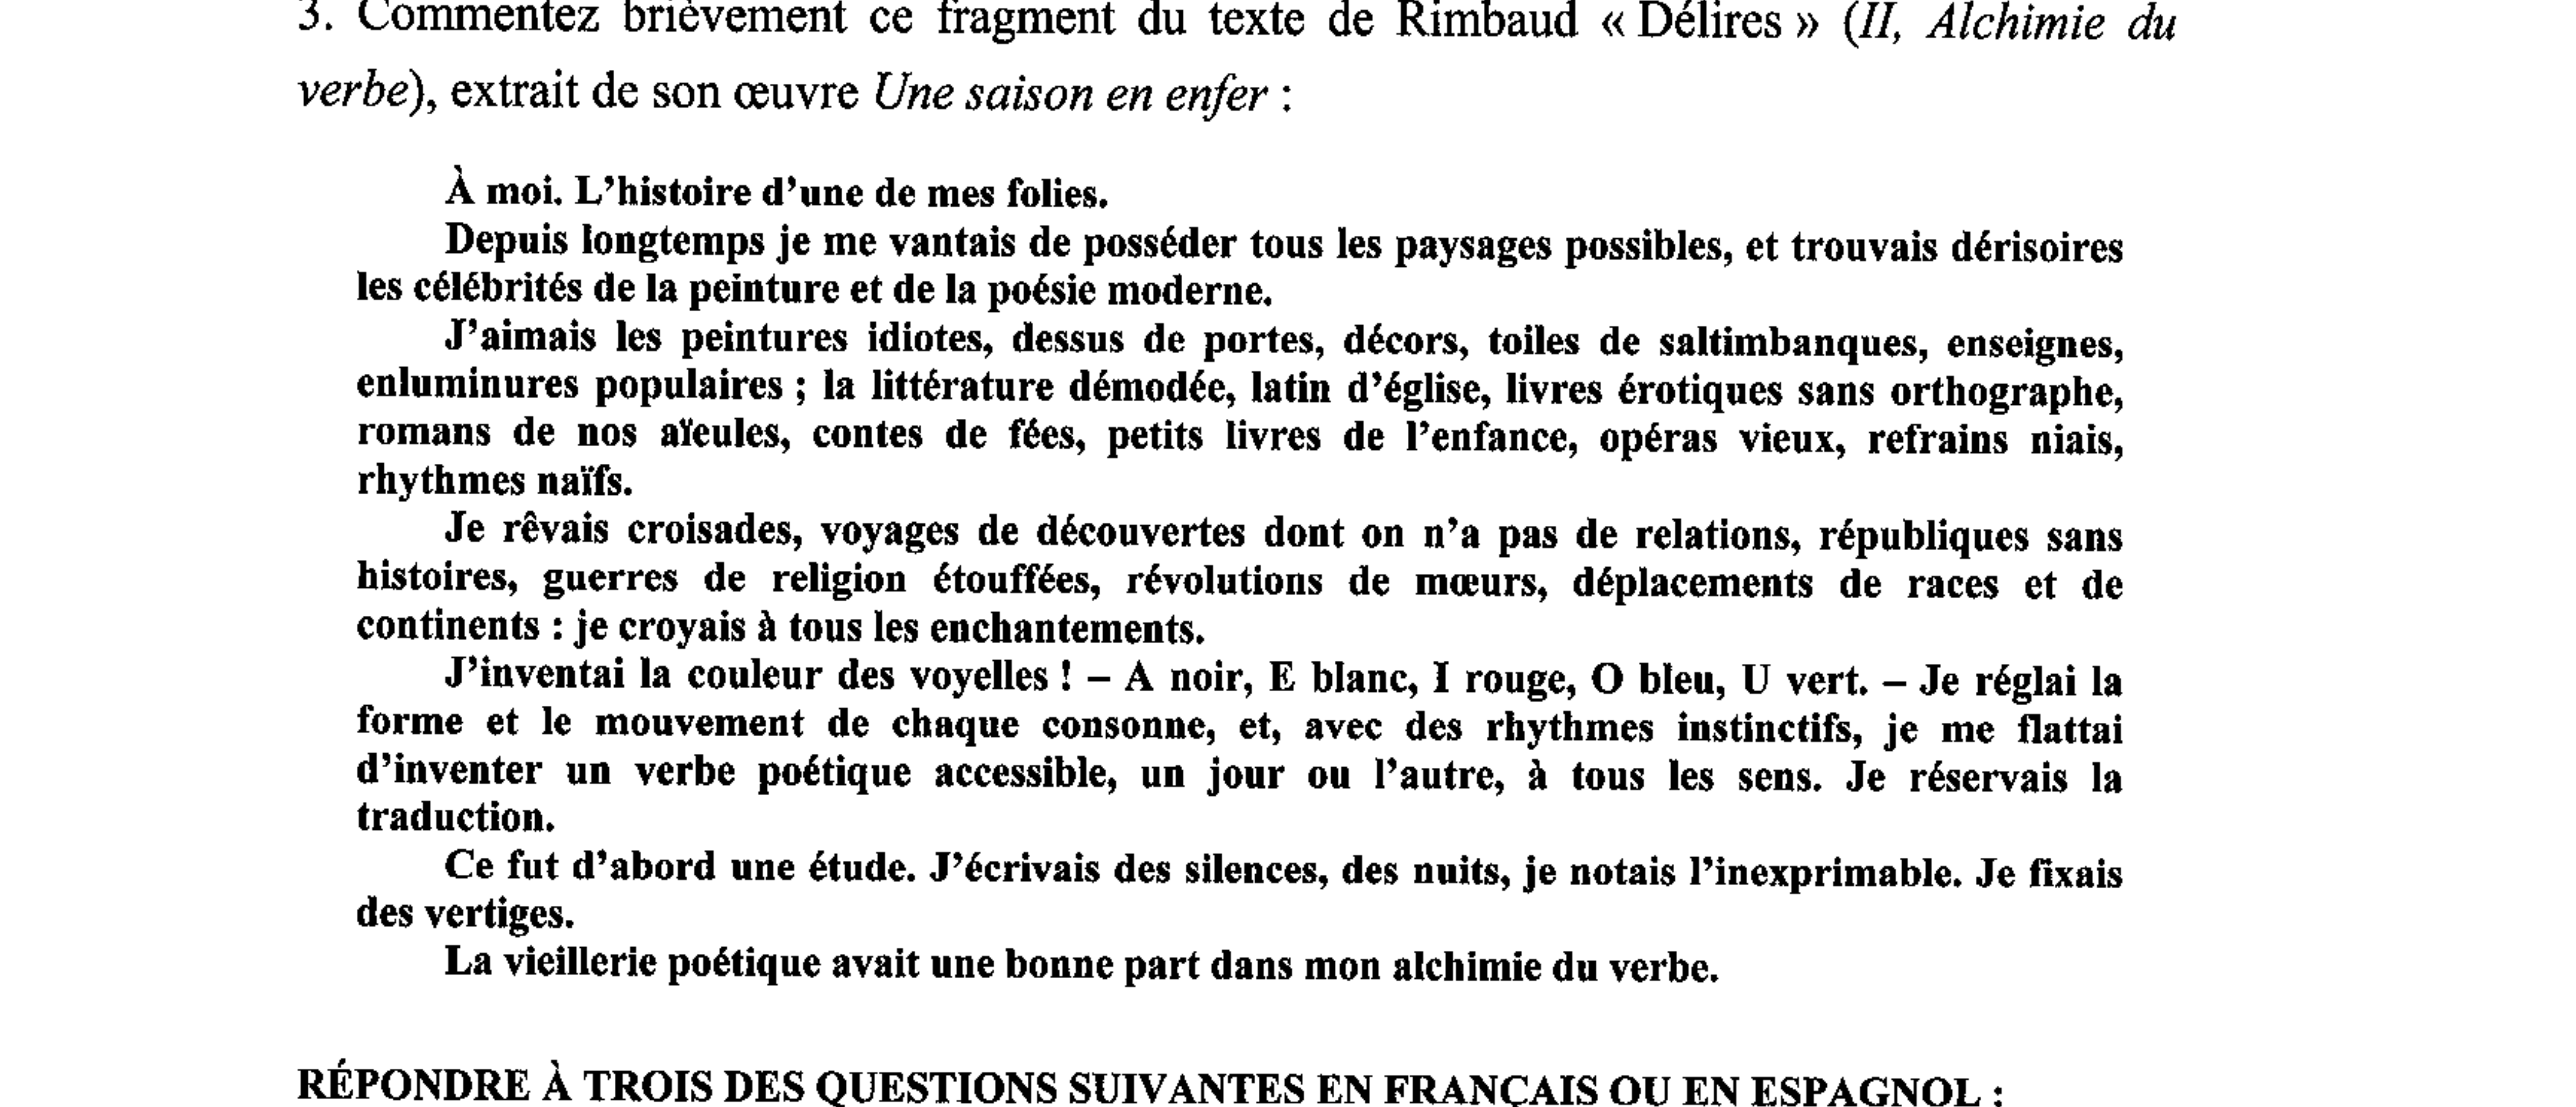 3. Commentez brièvement ce fragment du texte de Rimbaud « Délires » (II, Alchimie du
verbe), extrait de son œuvre Une saison en enfer :
À moi. L’histoire d’une de mes folies.
Depuis longtemps je me vantais de posséder tous les paysages possibles, et trouvais dérisoires
les célébrités de la peinture et de la poésie moderne.
J’aimais les peintures idiotes, dessus de portes, décors, toiles de saltimbanques, enseignes,
enluminures populaires ; la littérature démodée, latin d’église, livres érotiques sans orthographe,
romans de nos aïeules, contes de fées, petits livres de l’enfance, opéras vieux, refrains niais,
rhythmes naïfs.
Je rêvais croisades, voyages de découvertes dont on n’a pas de relations, républiques sans
histoires, guerres de religion étouffées, révolutions de mœurs, déplacements de races et de
continents : je croyais à tous les enchantements.
J’inventai la couleur des voyelles ! – A noir, E blanc, I rouge, O bleu, U vert. – Je réglai la
forme et le mouvement de chaque consonne, et, avec des rhythmes instinctifs, je me flattai
d’inventer un verbe poétique accessible, un jour ou l’autre, à tous les sens. Je réservais la
traduction.
Ce fut d’abord une étude. J’écrivais des silences, des nuits, je notais l’inexprimable. Je fixais
des vertiges.
La vieillerie poétique avait une bonne part dans mon alchimie du verbe.
RÉPONDRE À TROIS DES QUESTIONS SUIVANTES EN FRANÇAIS OU EN ESPAGNOL :